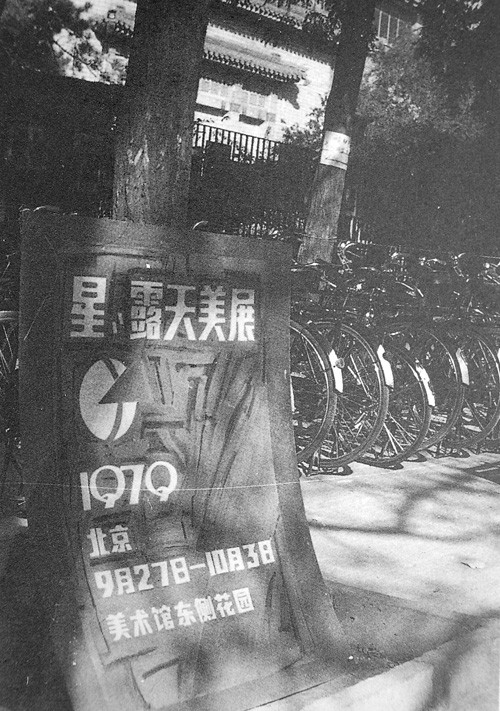 星、露天美展
1979
北京
9月27日—10月3日
美术馆东侧花园